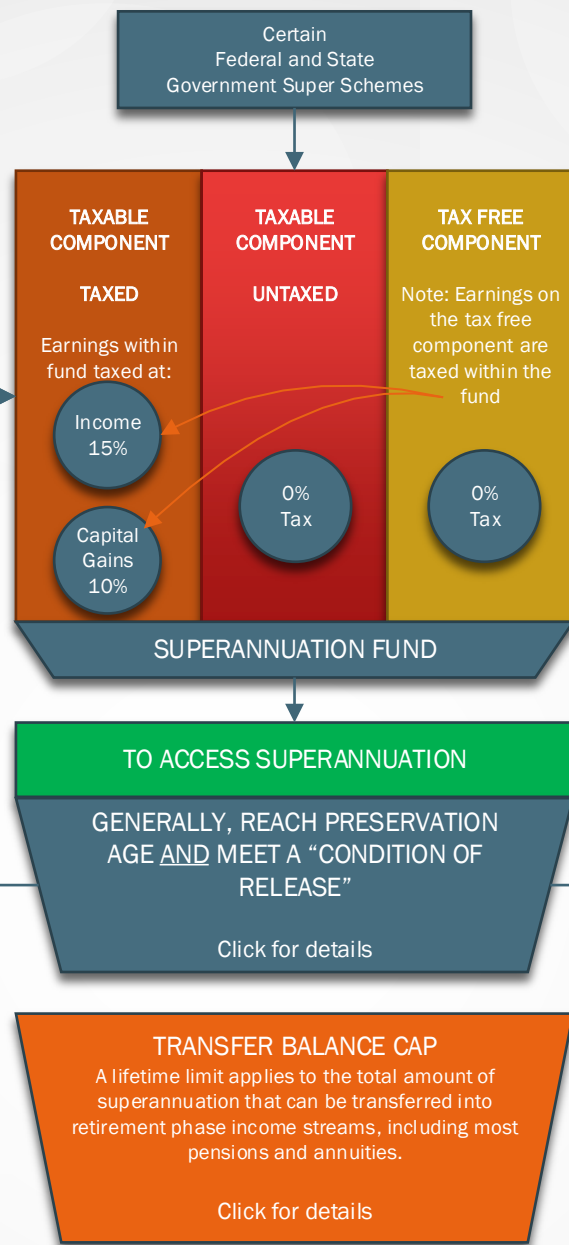 Certain
Federal and State
Government Super Schemes
TAXABLE
COMPONENT
TAXED
Earnings within
fund taxed at:
Income
15%
Capital
Gains
10%
TAXABLE
COMPONENT
UNTAXED
0%
Tax
TAX FREE
COMPONENT
Note: Earnings on
the tax free
component are
taxed within the
fund
0%
Tax
SUPERANNUATION FUND
TO ACCESS SUPERANNUATION
GENERALLY, REACH PRESERVATION
AGE AND MEET A “CONDITION OF
RELEASE”
Click for details
TRANSFER BALANCE CAP
A lifetime limit applies to the total amount of
superannuation that can be transferred into
retirement phase income streams, including most
pensions and annuities.
Click for details